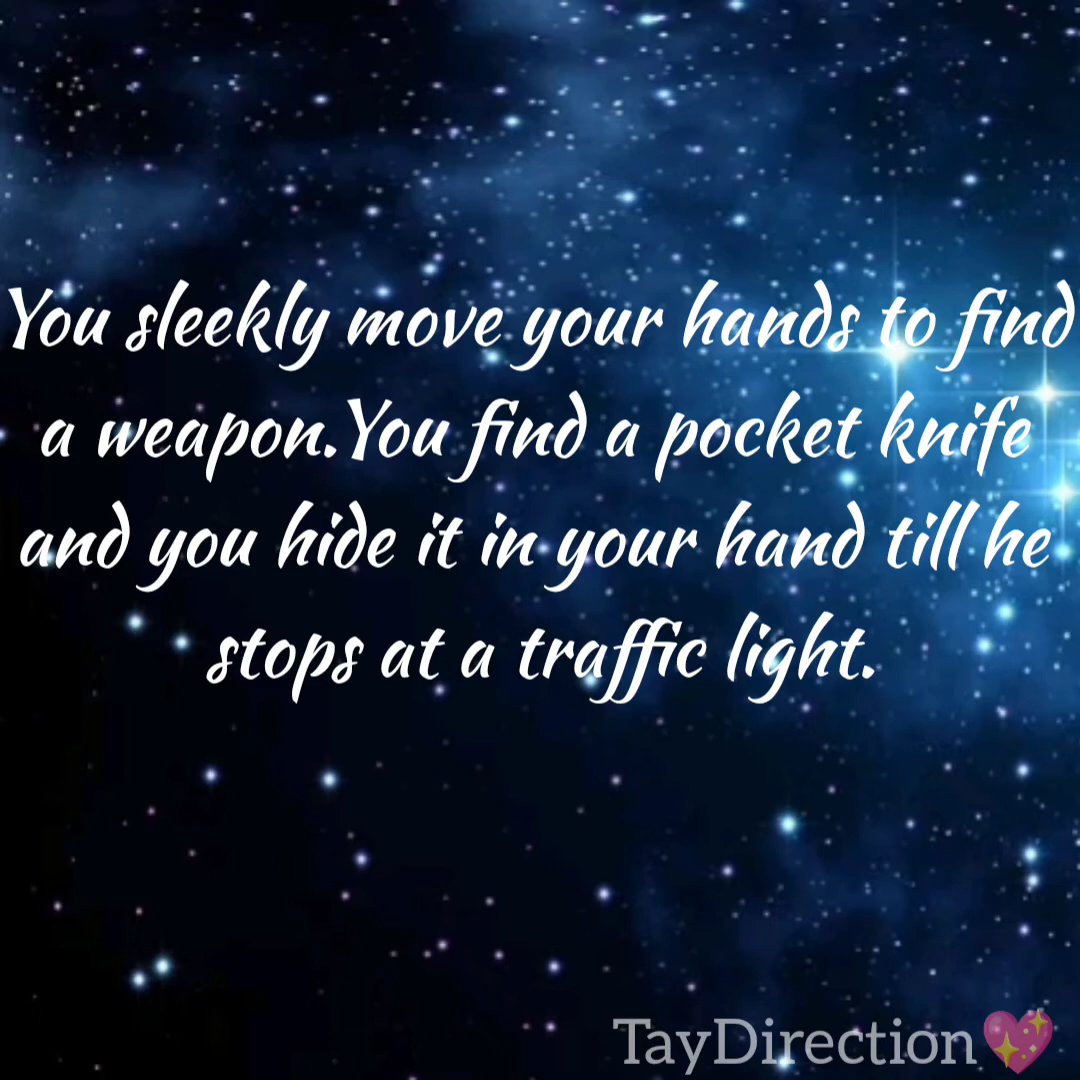 You sleekly move your hands to find
a weapon.You find a pocket knife
and you hide it in your hand till he
stops at a traffic light.
TayDirection💖